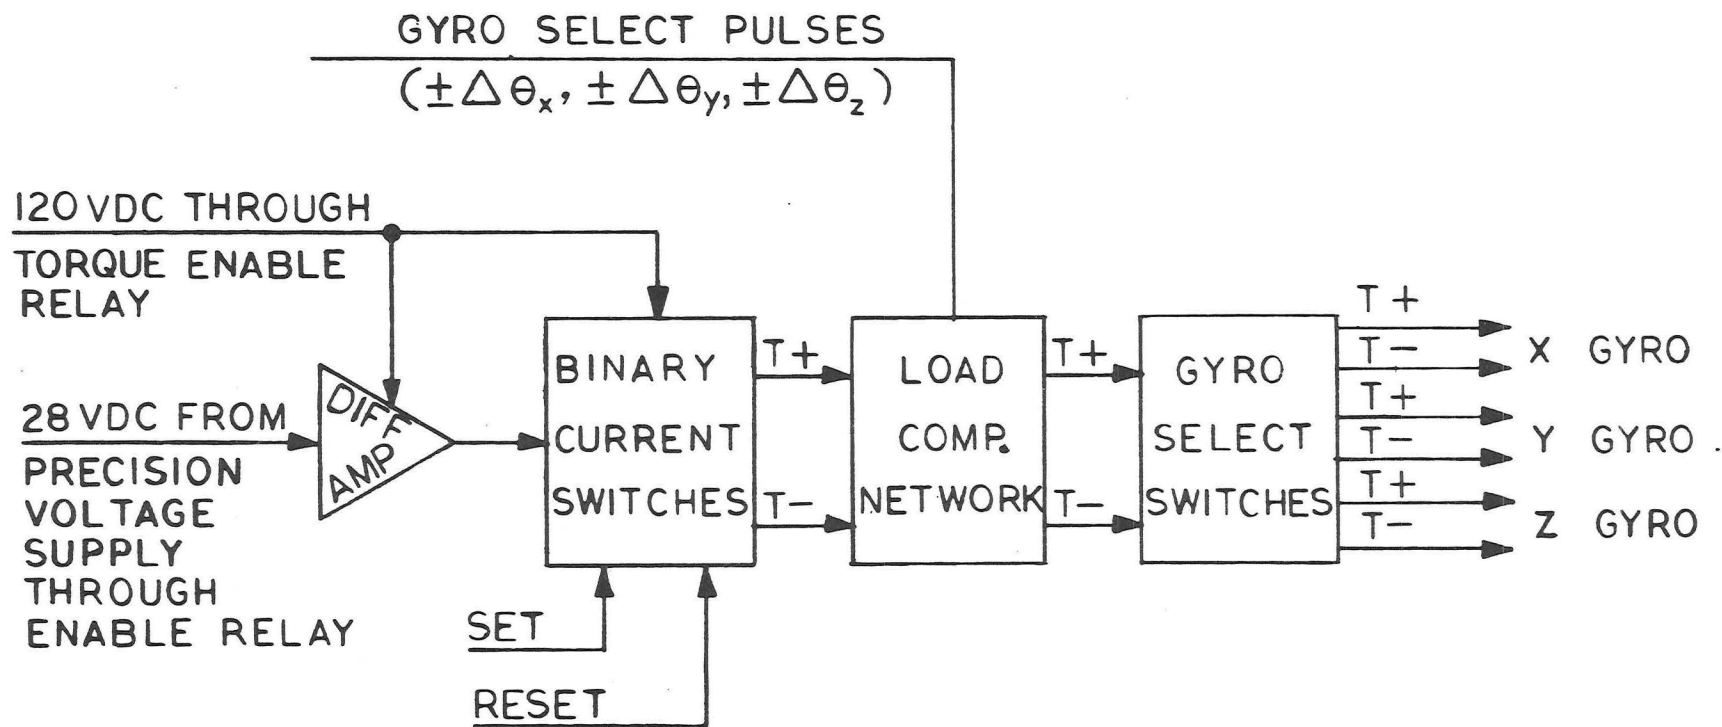 GYRO SELECT PULSES
(±Δθx, ±Δθy, ±Δθz)
120 VDC THROUGH
TORQUE ENABLE
RELAY
28 VDC FROM
PRECISION
VOLTAGE
SUPPLY
THROUGH
ENABLE RELAY
DIFF
AMP
BINARY
CURRENT
SWITCHES
SET
RESET
T+
T-
LOAD
COMP.
NETWORK
T+
T-
GYRO
SELECT
SWITCHES
T+
T-
X GYRO
T+
T-
Y GYRO
T+
T-
Z GYRO